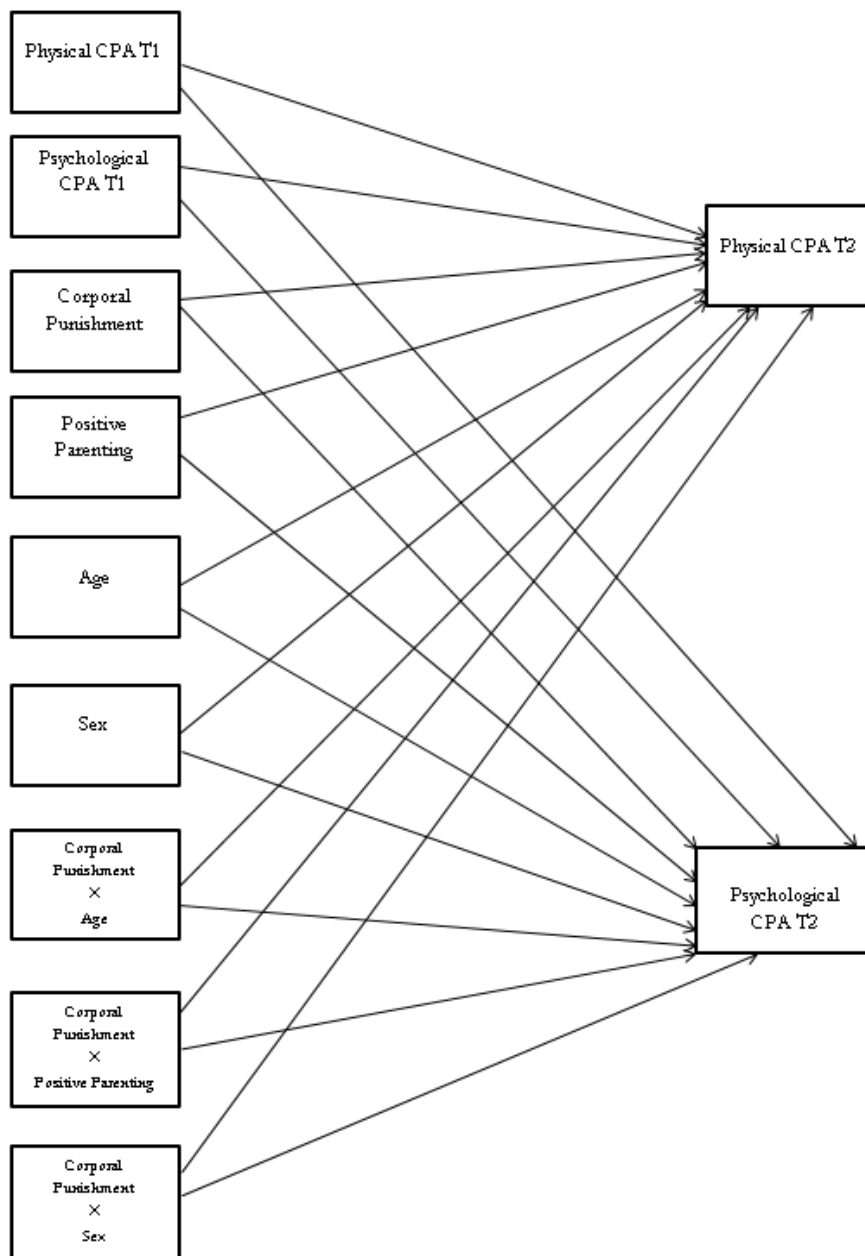 Physical CPA T1
Psychological
CPA T1
Corporal
Punishment
Positive
Parenting
Age
Sex
Corporal
Punishment
×
Age
Corporal
Punishment
×
Positive Parenting
Corporal
Punishment
×
Sex
Physical CPA T2
Psychological
CPA T2